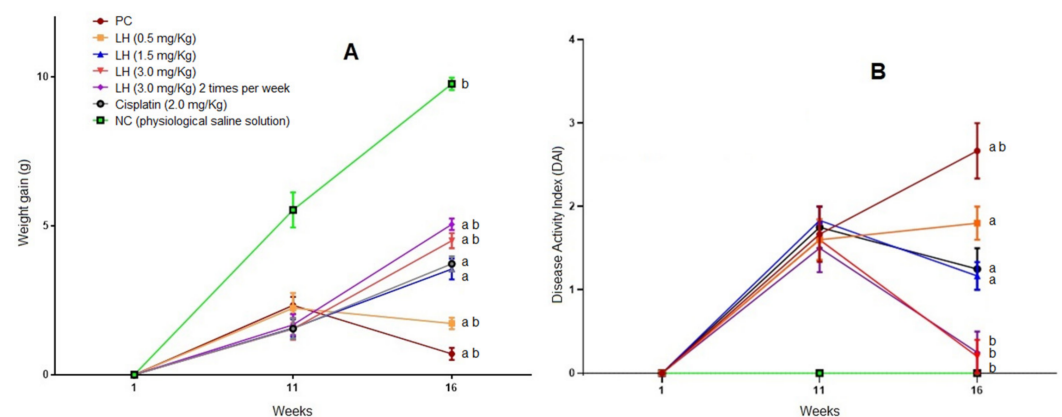 PC
LH (0.5 mg/Kg)
LH (1.5 mg/Kg)
LH (3.0 mg/Kg)
LH (3.0 mg/Kg) 2 times per week
Cisplatin (2.0 mg/Kg)
NC (physiological saline solution)
A
Weight gain (g)
10
5
0
b
a b
a b
a
a
a b
a b
1
11
16
Weeks
B
Disease Activity Index (DAI)
4
3
2
1
0
a b
a
a
a
b
b
b
1
11
16
Weeks